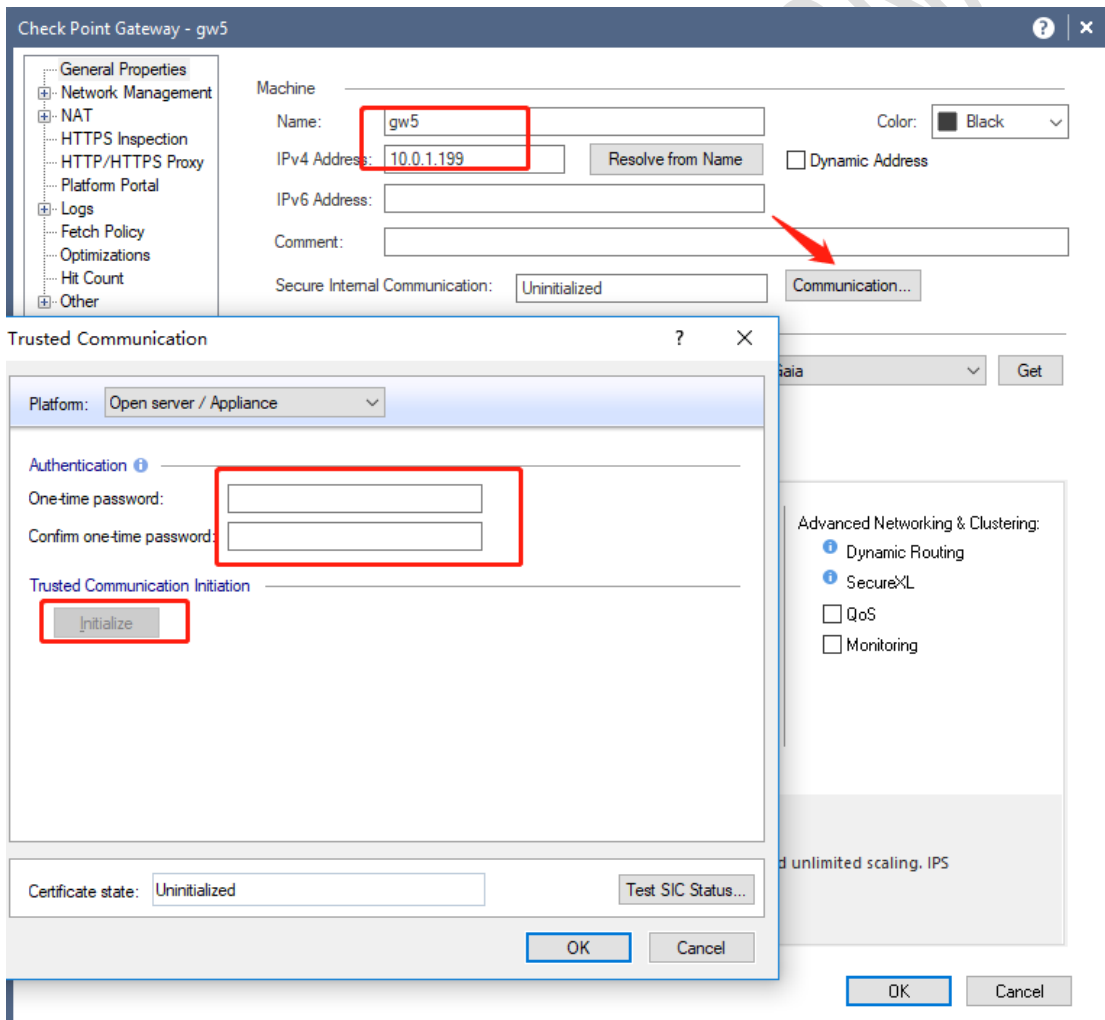 Check Point Gateway - gw5
?
General Properties
Network Management
NAT
HTTPS Inspection
HTTP/HTTPS Proxy
Platform Portal
Logs
Fetch Policy
Optimizations
Hit Count
Other
Machine
Name: gw5 Color: Black
IPv4 Address: 10.0.1.199 Resolve from Name Dynamic Address
IPv6 Address:
Comment:
Secure Internal Communication: Uninitialized Communication...
Trusted Communication ?
Get
Platform: Open server / Appliance
Authentication
One-time password:
Confirm one-time password:
Trusted Communication Initiation
Initialize
Advanced Networking & Clustering:
Dynamic Routing
SecureXL
QoS
Monitoring
unlimited scaling. IPS
Certificate state: Uninitialized Test SIC Status...
OK Cancel
OK Cancel